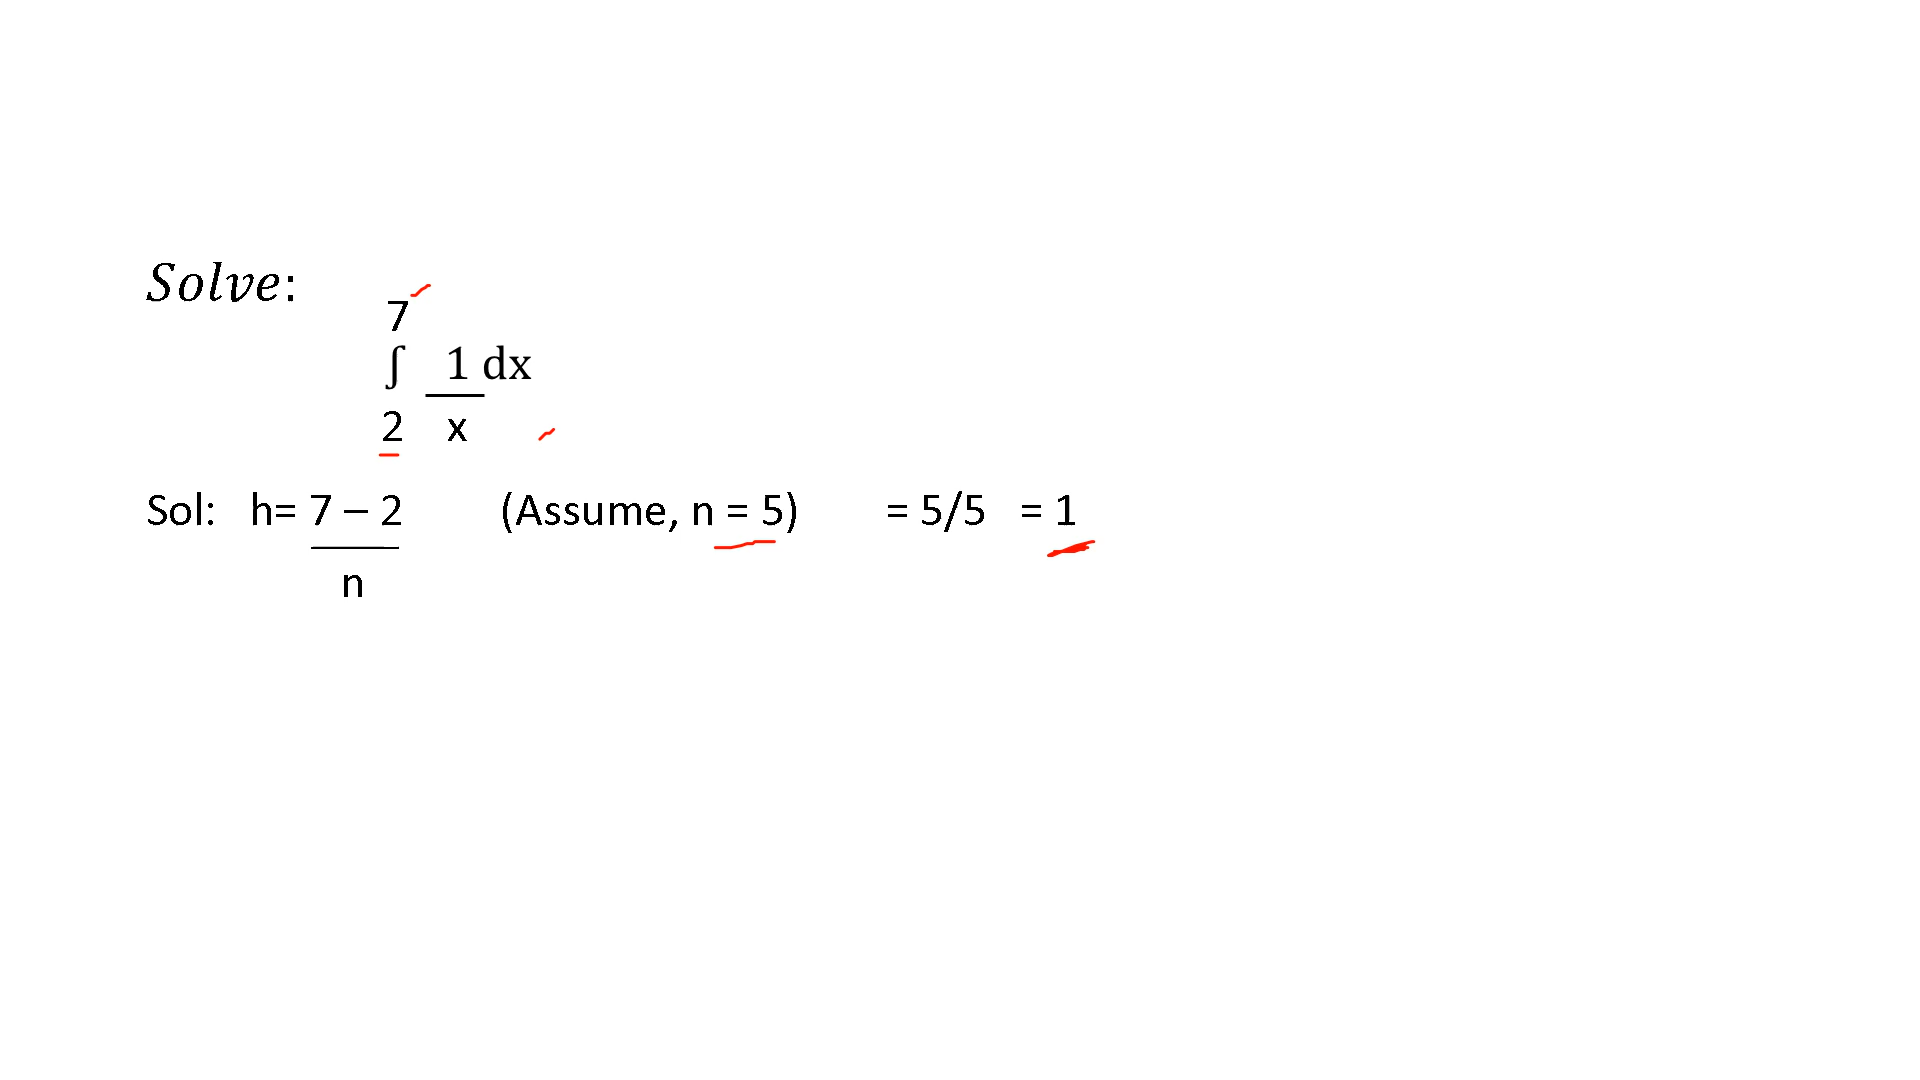 Solve:
7
∫ 1 dx
2 x
Sol: h= 7 – 2 (Assume, n = 5) = 5/5 = 1
n